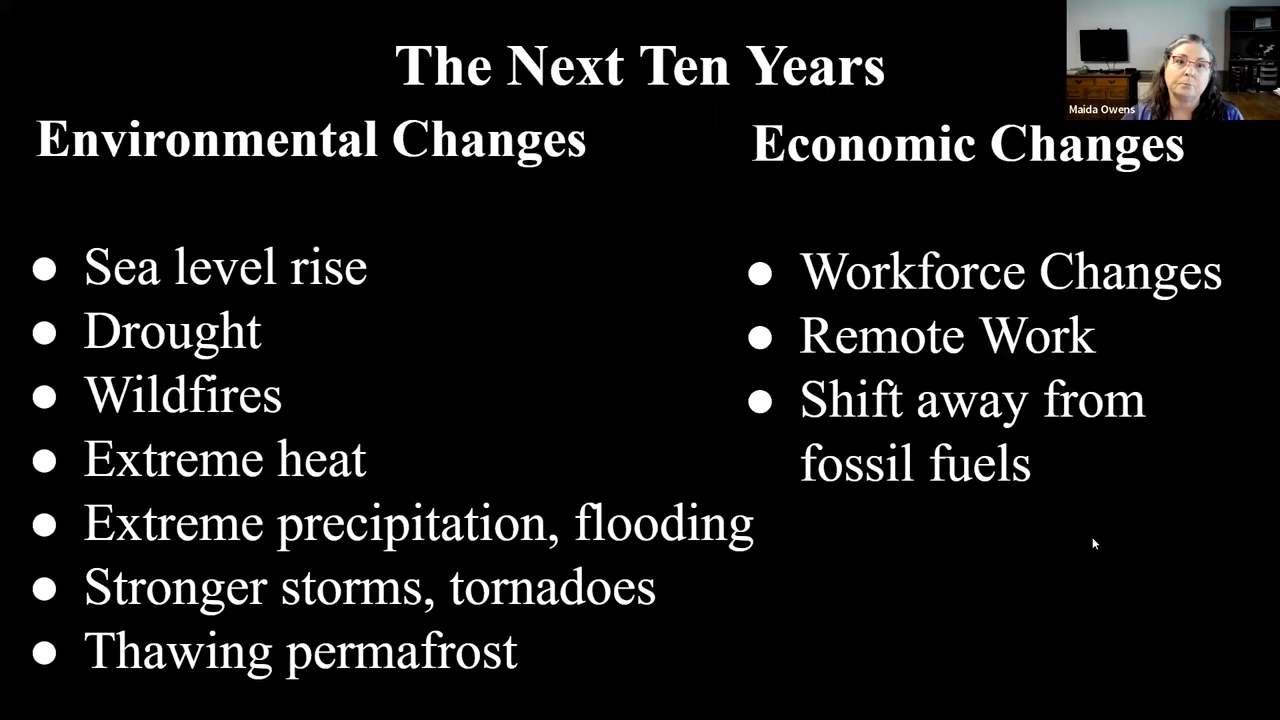 The Next Ten Years
Maida Owens
Environmental Changes
● Sea level rise
● Drought
● Wildfires
● Extreme heat
● Extreme precipitation, flooding
● Stronger storms, tornadoes
● Thawing permafrost
Economic Changes
● Workforce Changes
● Remote Work
● Shift away from
fossil fuels